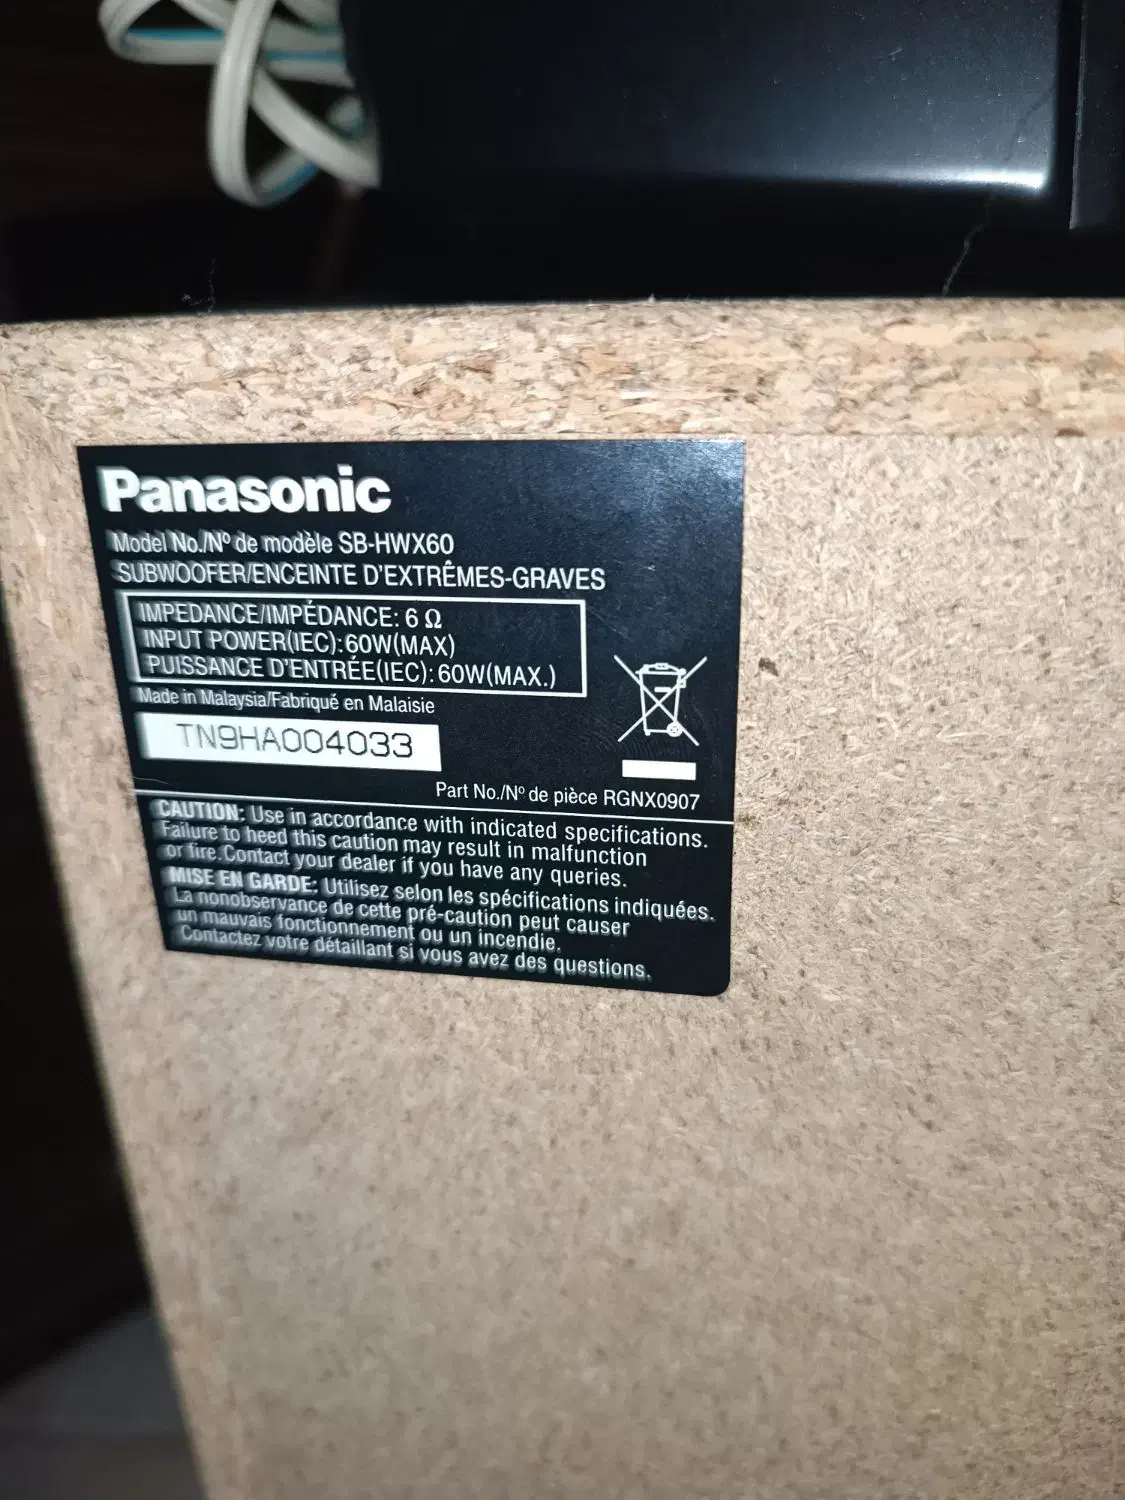 Panasonic
Model No./Nº de modèle SB-HWX60
SUBWOOFER/ENCEINTE D'EXTRÊMES-GRAVES
IMPEDANCE/IMPÉDANCE: 6 Ω
INPUT POWER(IEC): 60W(MAX)
PUISSANCE D'ENTRÉE(IEC): 60W(MAX.)
Made in Malaysia/Fabriqué en Malaisie
TN9HA004033
Part No./Nº de pièce RGNX0907
CAUTION: Use in accordance with indicated specifications.
Failure to heed this caution may result in malfunction
or fire.Contact your dealer if you have any queries.
MISE EN GARDE: Utilisez selon les spécifications indiquées.
La nonobservance de cette pré-caution peut causer
un mauvais fonctionnement ou un incendie.
Contactez votre détaillant si vous avez des questions.